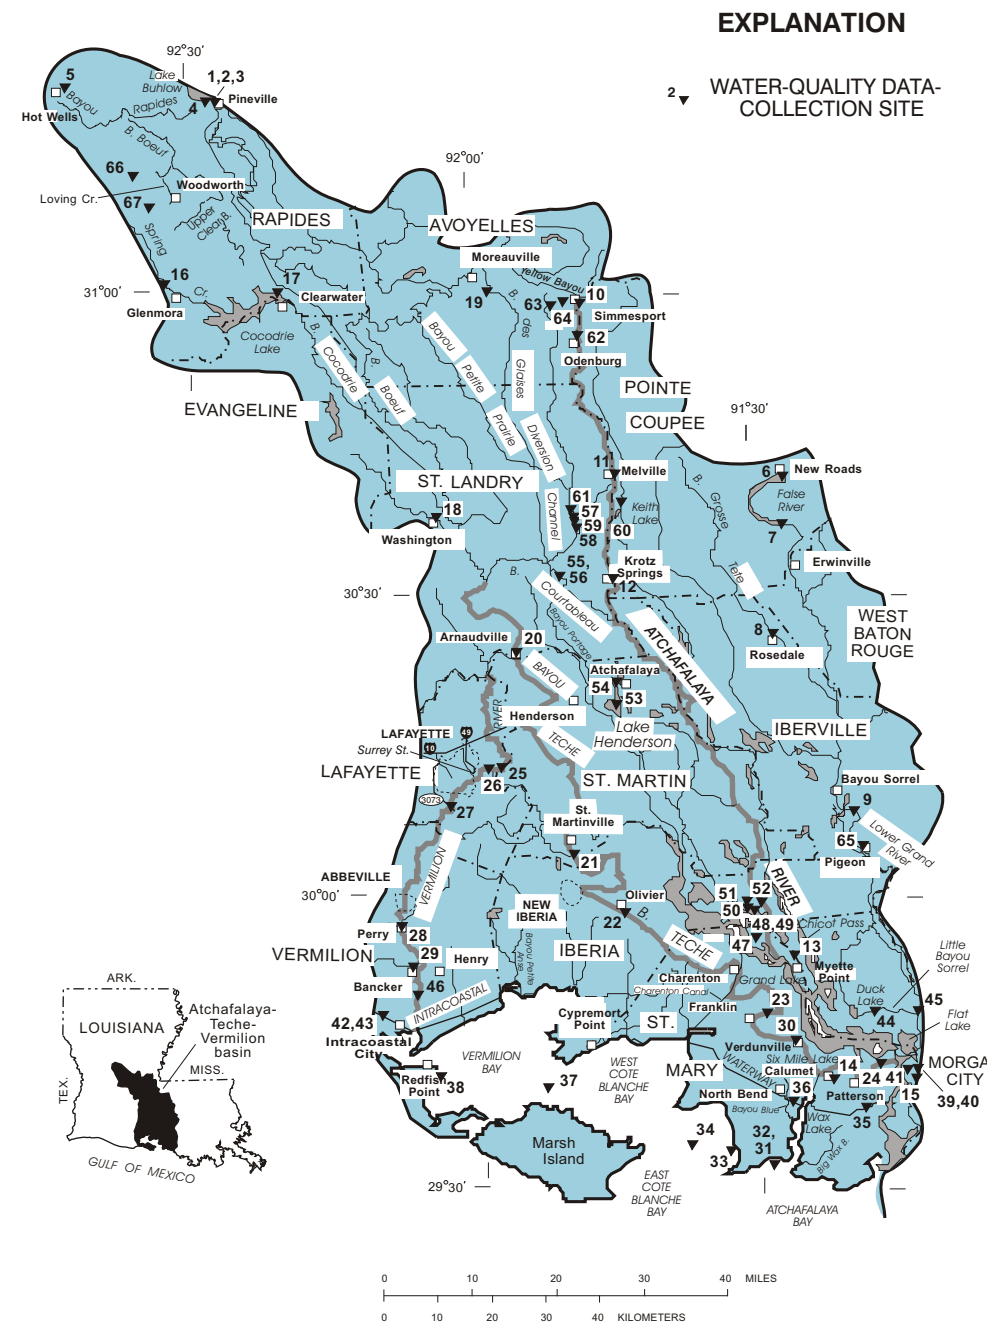 EXPLANATION
2
WATER-QUALITY DATA-
COLLECTION SITE
92°30′
5
Lake
Buhlow
1,2,3
4
Pineville
Bayou
Rapides
Hot Wells
B. Boeuf
66
Loving Cr.
Woodworth
67
Upper
Clear B.
Spring
Cr.
RAPIDES
92°00′
AVOYELLES
Moreauville
Yellow Bayou
16
31°00′
Glenmora
17
Clearwater
Cocodrie
Lake
19
63
64
10
Simmesport
62
Odenburg
B.
des
Glaises
Diversion
Channel
B.
Cocodrie
B.
Boeuf
Bayou
Petite
Prairie
EVANGELINE
POINTE
COUPEE
91°30′
ST. LANDRY
11
Melville
6
New Roads
False
River
7
B.
Grosse
Tete
18
Washington
61
57
59
58
Keith
Lake
60
Erwinville
55,
56
Krotz
Springs
12
30°30′
B.
Courtableau
Bayou Portage
WEST
BATON
ROUGE
8
Rosedale
Arnaudville
20
BAYOU
TECHE
ATCHAFALAYA
RIVER
Atchafalaya
54
53
Henderson
Lake
Henderson
IBERVILLE
RIVER
LAFAYETTE
49
10
Surrey St.
LAFAYETTE
25
26
ST. MARTIN
Bayou Sorrel
9
3073
27
St.
Martinville
65
Lower Grand
River
Pigeon
21
VERMILION
ABBEVILLE
30°00′
Olivier
51
52
50
NEW
IBERIA
22
B.
48,49
Chicot Pass
Perry
28
47
13
TECHE
VERMILION
29
Henry
IBERIA
Bayou Petite
Anse
Charenton
Grand Lake
Myette
Point
Little
Bayou
Sorrel
Bancker
46
Charenton Canal
Duck
Lake
INTRACOASTAL
Franklin
23
45
44
42,43
Cypremort
Point
ST.
30
Flat
Lake
Intracoastal
City
Verdunville
VERMILION
BAY
WEST
COTE
BLANCHE
BAY
MARY
WATERWAY
Six Mile Lake
Calumet
14
MORGA
CITY
Redfish
Point
38
37
North Bend
36
Patterson
24
41
15
39,40
Bayou Blue
Wax
Lake
35
34
32,
31
33
Big Wax B.
Marsh
Island
29°30′
EAST
COTE
BLANCHE
BAY
ATCHAFALAYA
BAY
ARK.
LOUISIANA
Atchafalaya-
Teche-
Vermilion
basin
MISS.
TEX.
GULF OF MEXICO
0 10 20 30 40 MILES
0 10 20 30 40 KILOMETERS